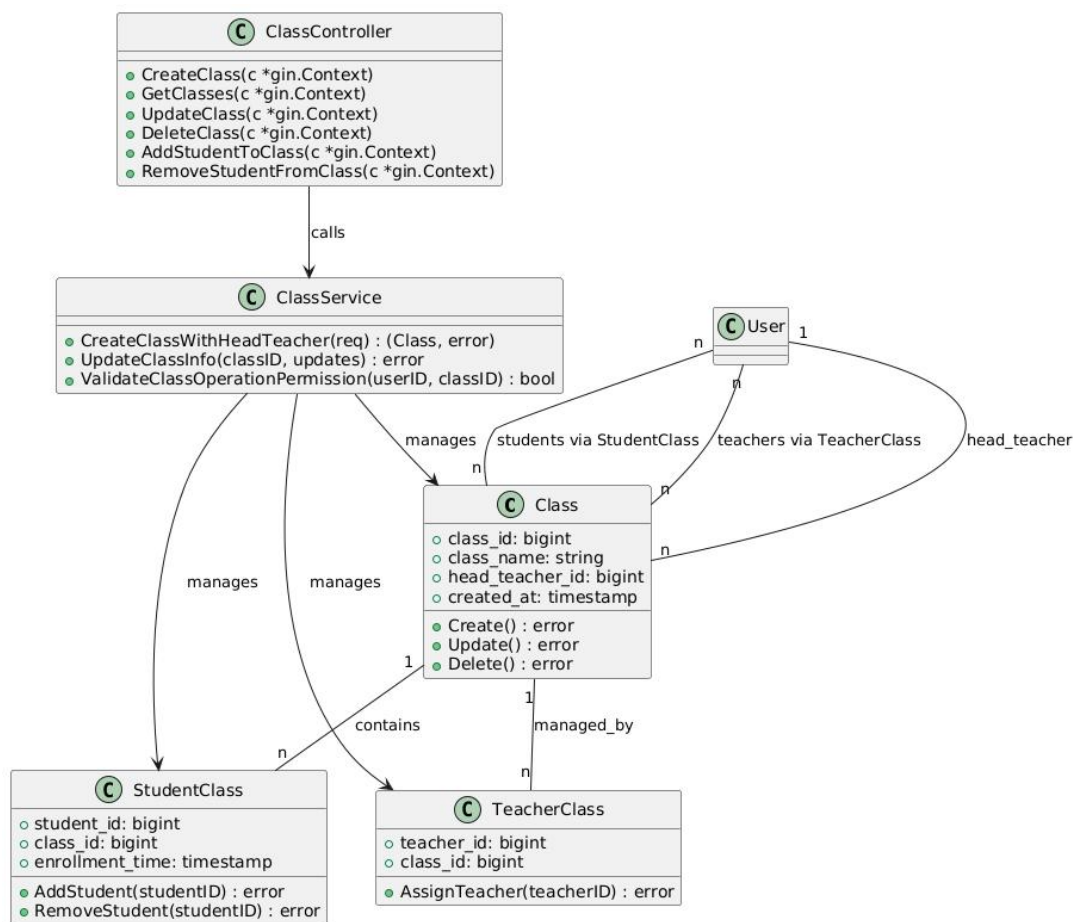 C ClassController
CreateClass(c *gin.Context)
GetClasses(c *gin.Context)
UpdateClass(c *gin.Context)
DeleteClass(c *gin.Context)
AddStudentToClass(c *gin.Context)
RemoveStudentFromClass(c *gin.Context)
calls
C ClassService
CreateClassWithHeadTeacher(req) : (Class, error)
UpdateClassInfo(classID, updates) : error
ValidateClassOperationPermission(userID, classID) : bool
C User
n
1
n
manages
students via StudentClass
teachers via TeacherClass
head_teacher
n
n
n
C Class
class_id: bigint
class_name: string
head_teacher_id: bigint
created_at: timestamp
Create() : error
Update() : error
Delete() : error
manages
manages
1
1
contains
managed_by
n
n
C StudentClass
student_id: bigint
class_id: bigint
enrollment_time: timestamp
AddStudent(studentID) : error
RemoveStudent(studentID) : error
C TeacherClass
teacher_id: bigint
class_id: bigint
AssignTeacher(teacherID) : error